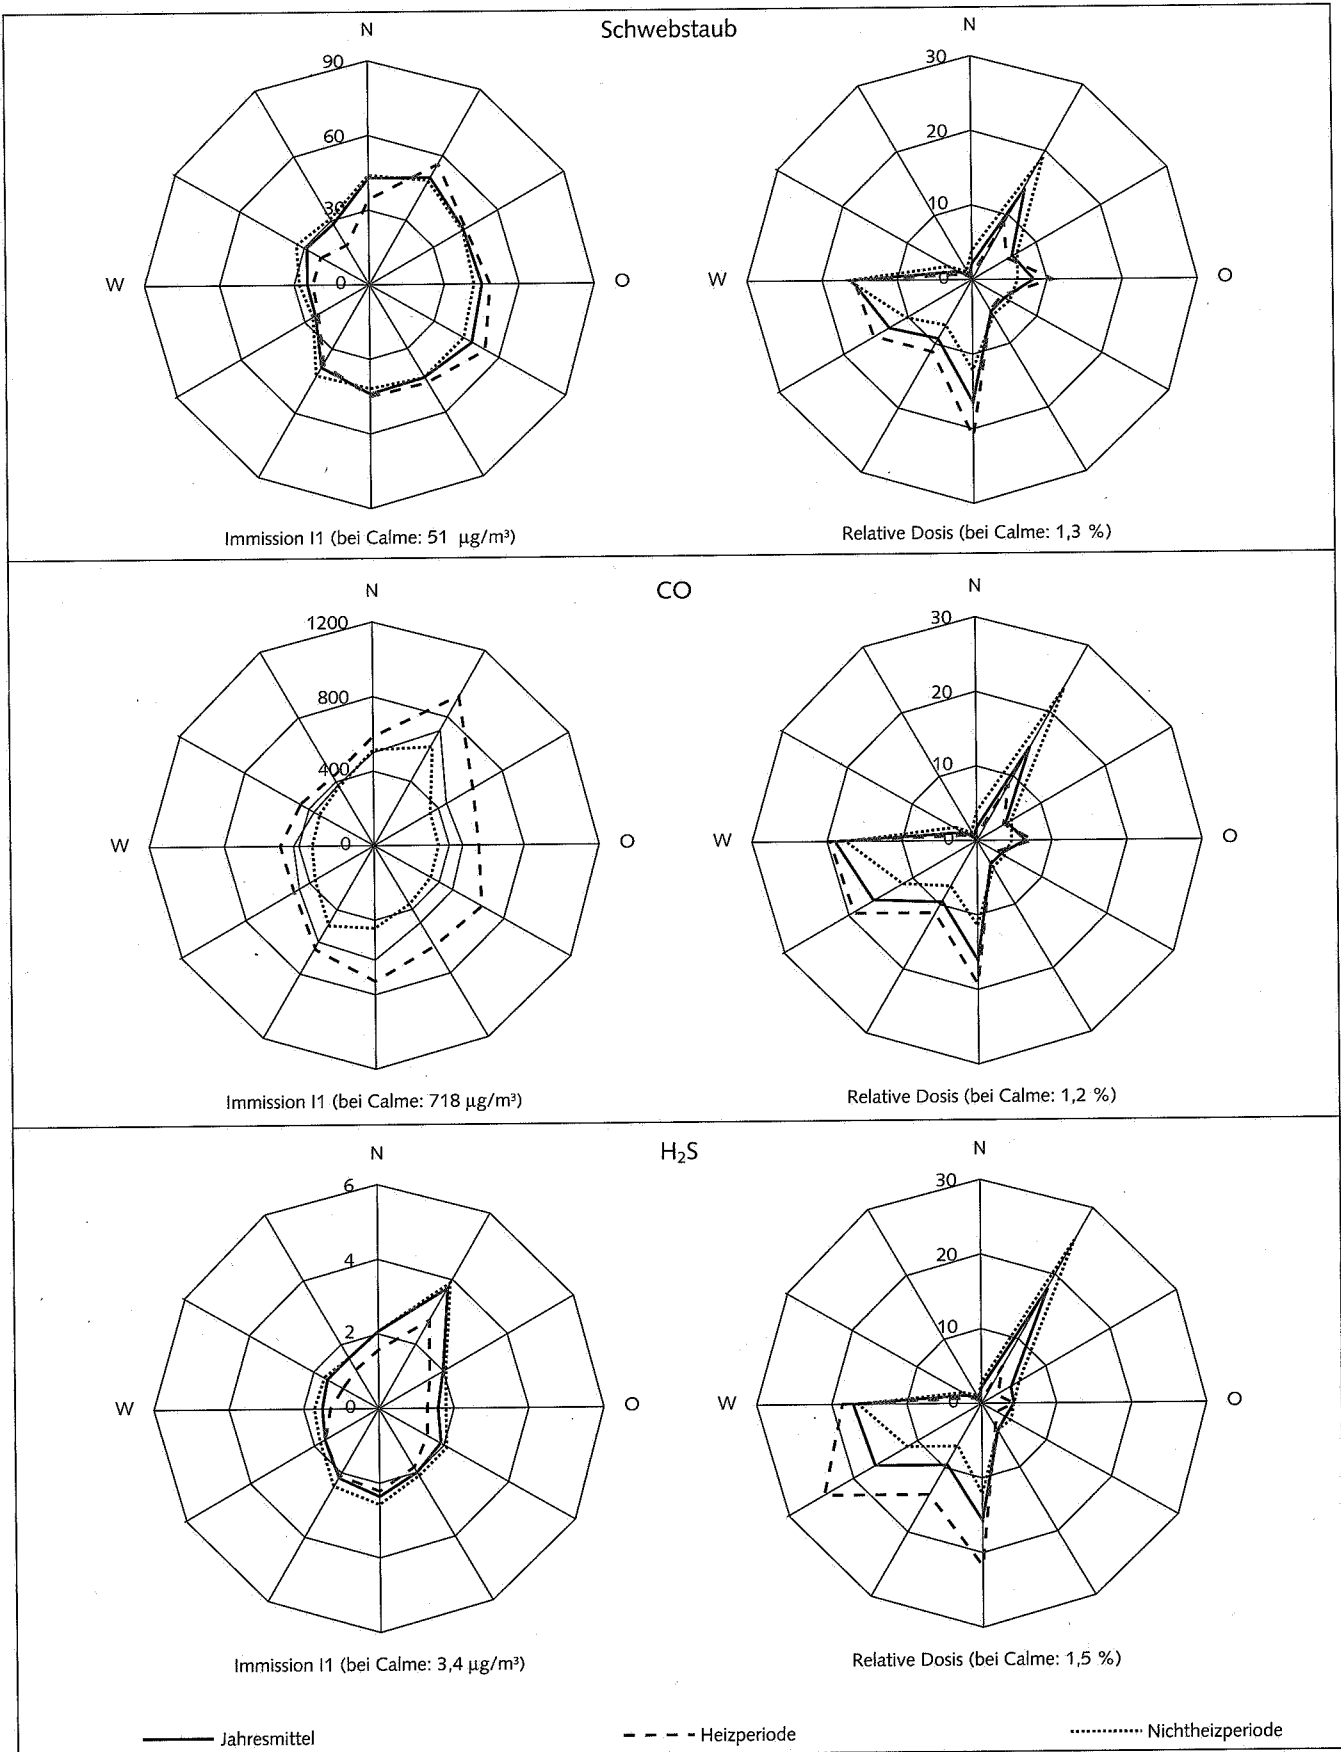 Schwebstaub
N
90
60
30
0
W
O
Immission I1 (bei Calme: 51 µg/m³)
N
30
20
10
0
W
O
Relative Dosis (bei Calme: 1,3 %)
CO
N
1200
800
400
0
W
O
Immission I1 (bei Calme: 718 µg/m³)
N
30
20
10
0
W
O
Relative Dosis (bei Calme: 1,2 %)
H₂S
N
6
4
2
0
W
O
Immission I1 (bei Calme: 3,4 µg/m³)
N
30
20
10
0
W
O
Relative Dosis (bei Calme: 1,5 %)
Jahresmittel
Heizperiode
Nichtheizperiode